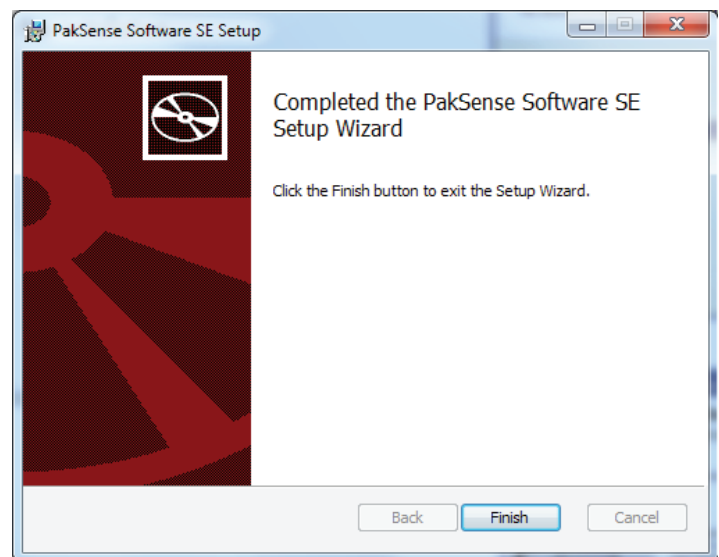 PakSense Software SE Setup
Completed the PakSense Software SE
Setup Wizard
Click the Finish button to exit the Setup Wizard.
Back Finish Cancel